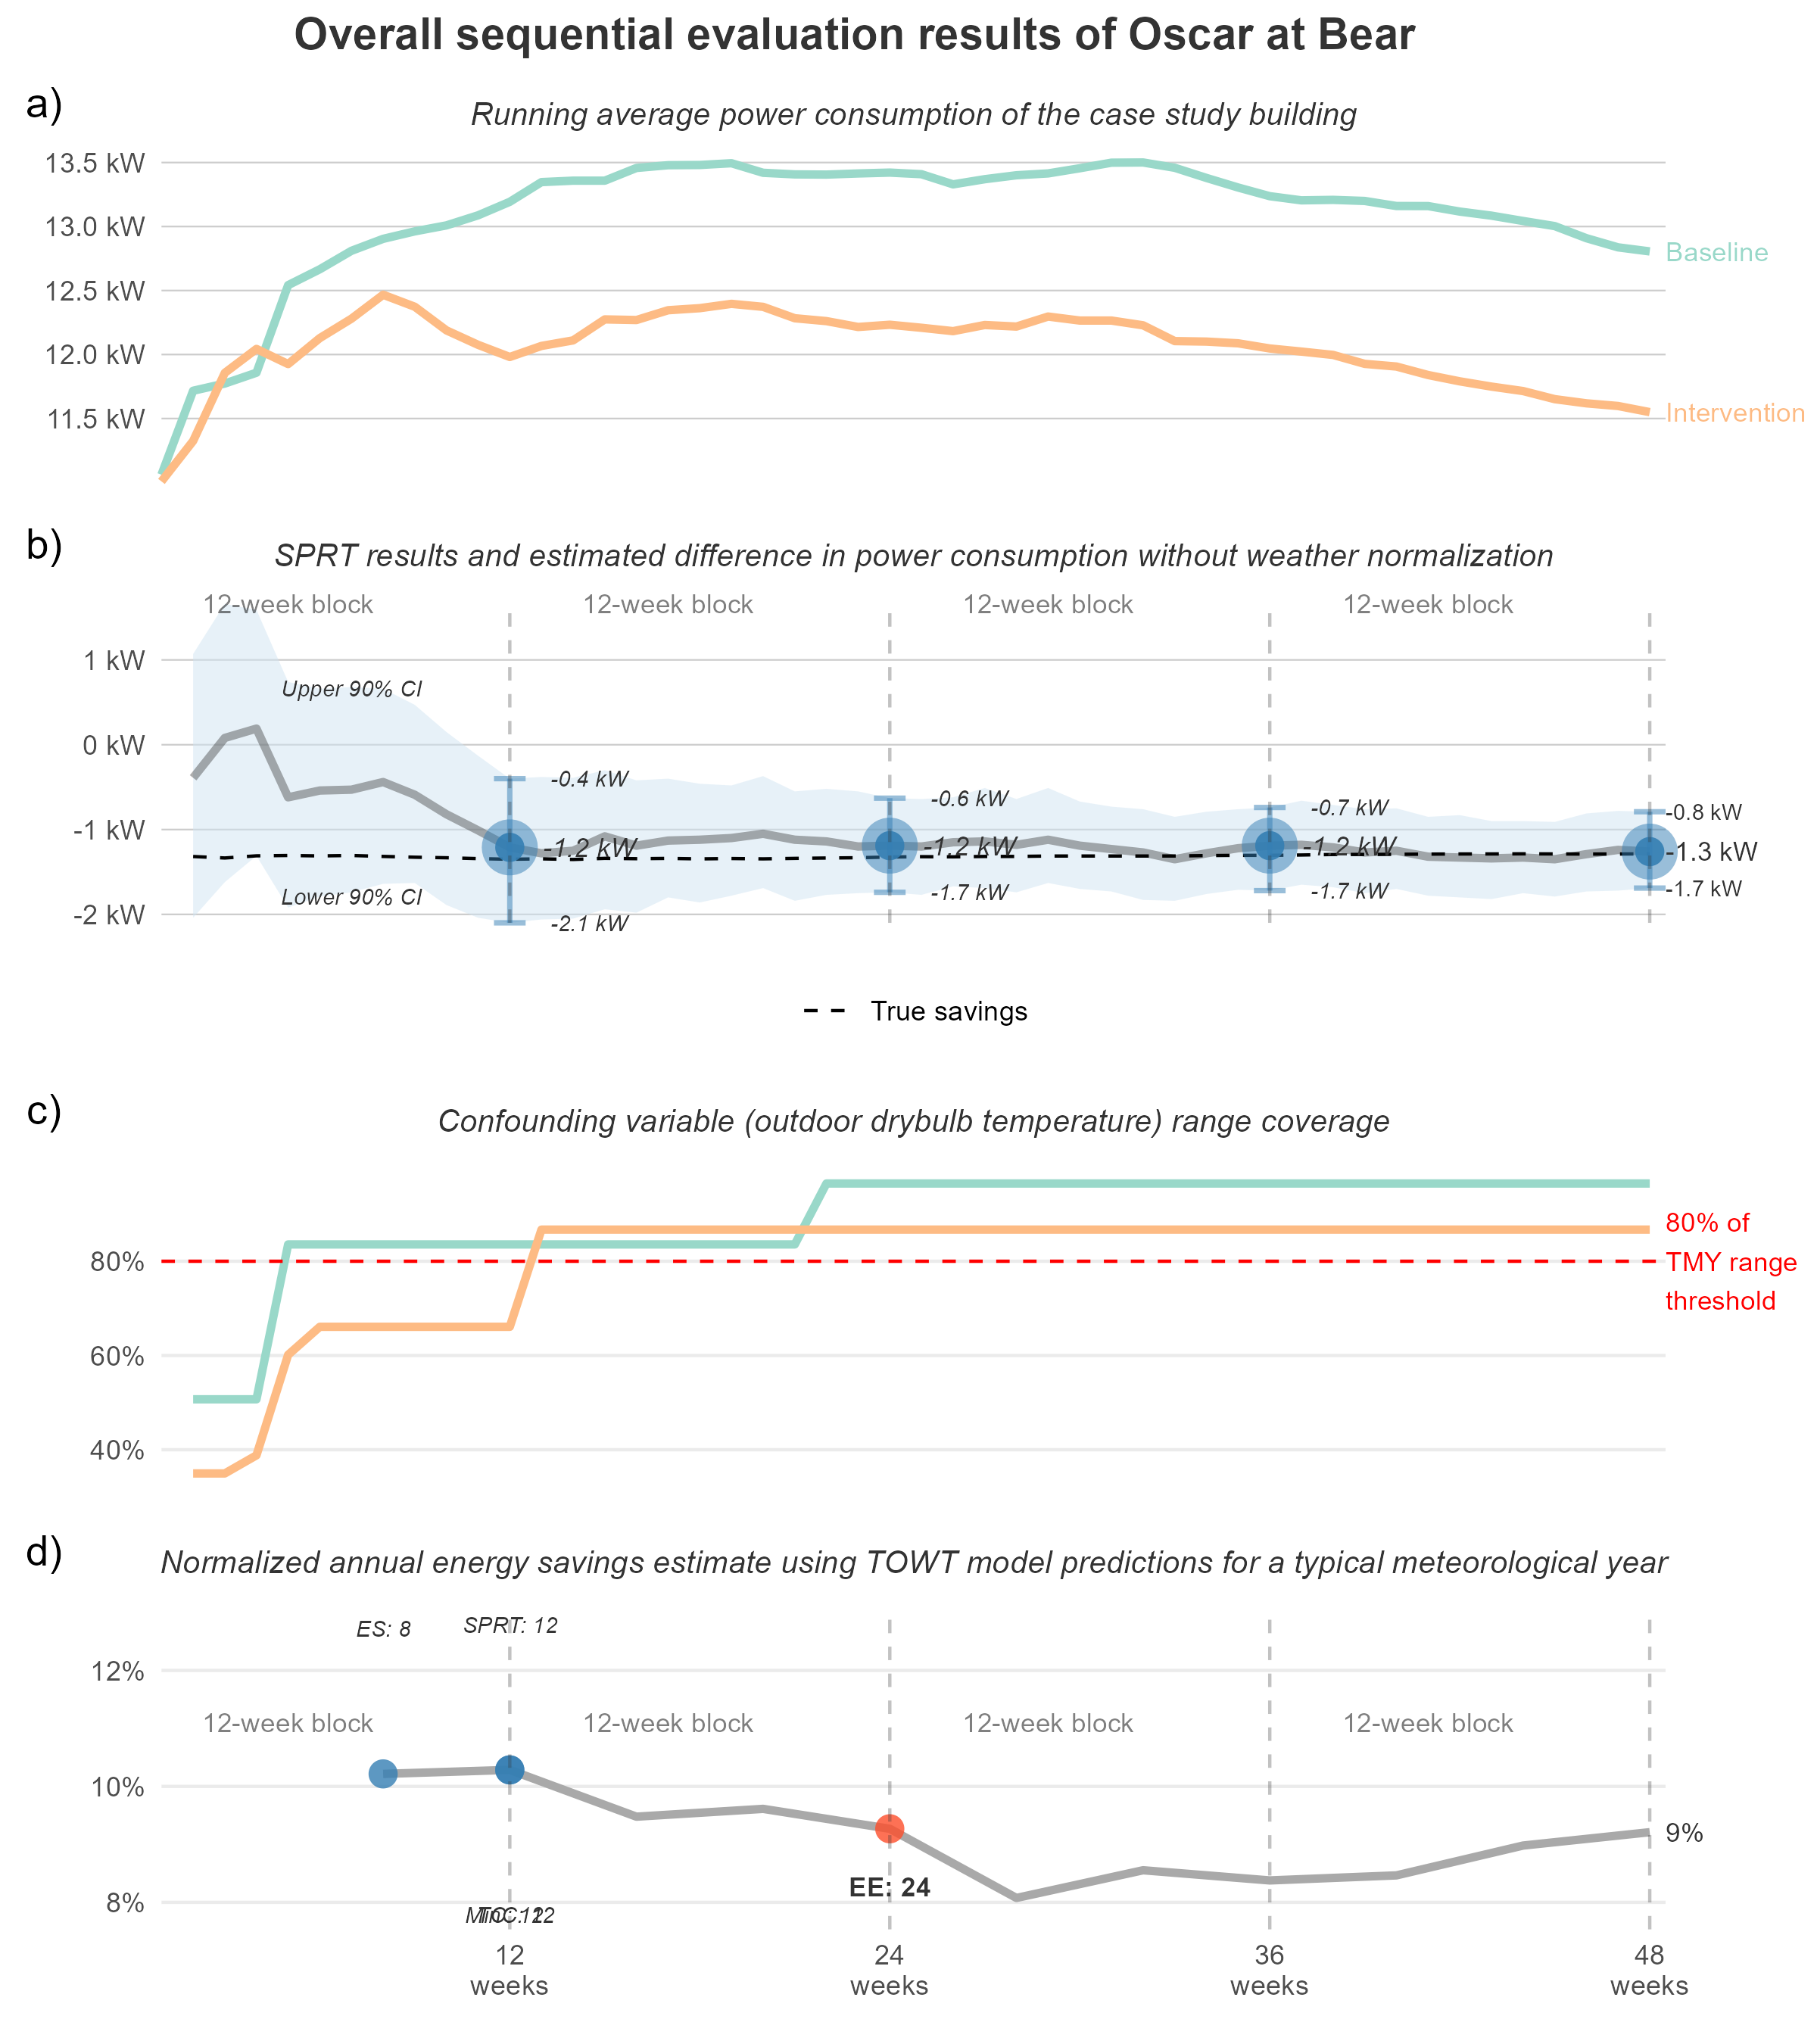 Overall sequential evaluation results of Oscar at Bear
a)
Running average power consumption of the case study building
13.5 kW
13.0 kW
12.5 kW
12.0 kW
11.5 kW
Baseline
Intervention
b)
SPRT results and estimated difference in power consumption without weather normalization
12-week block 12-week block 12-week block 12-week block
1 kW
0 kW
-1 kW
-2 kW
Upper 90% CI
Lower 90% CI
-0.4 kW
-1.2 kW
-2.1 kW
-0.6 kW
-1.2 kW
-1.7 kW
-0.7 kW
-1.2 kW
-1.7 kW
-0.8 kW
-1.3 kW
-1.7 kW
True savings
c)
Confounding variable (outdoor drybulb temperature) range coverage
80%
60%
40%
80% of
TMY range
threshold
d)
Normalized annual energy savings estimate using TOWT model predictions for a typical meteorological year
ES: 8
SPRT: 12
12%
10%
8%
12-week block 12-week block 12-week block 12-week block
EE: 24
9%
12
weeks
24
weeks
36
weeks
48
weeks